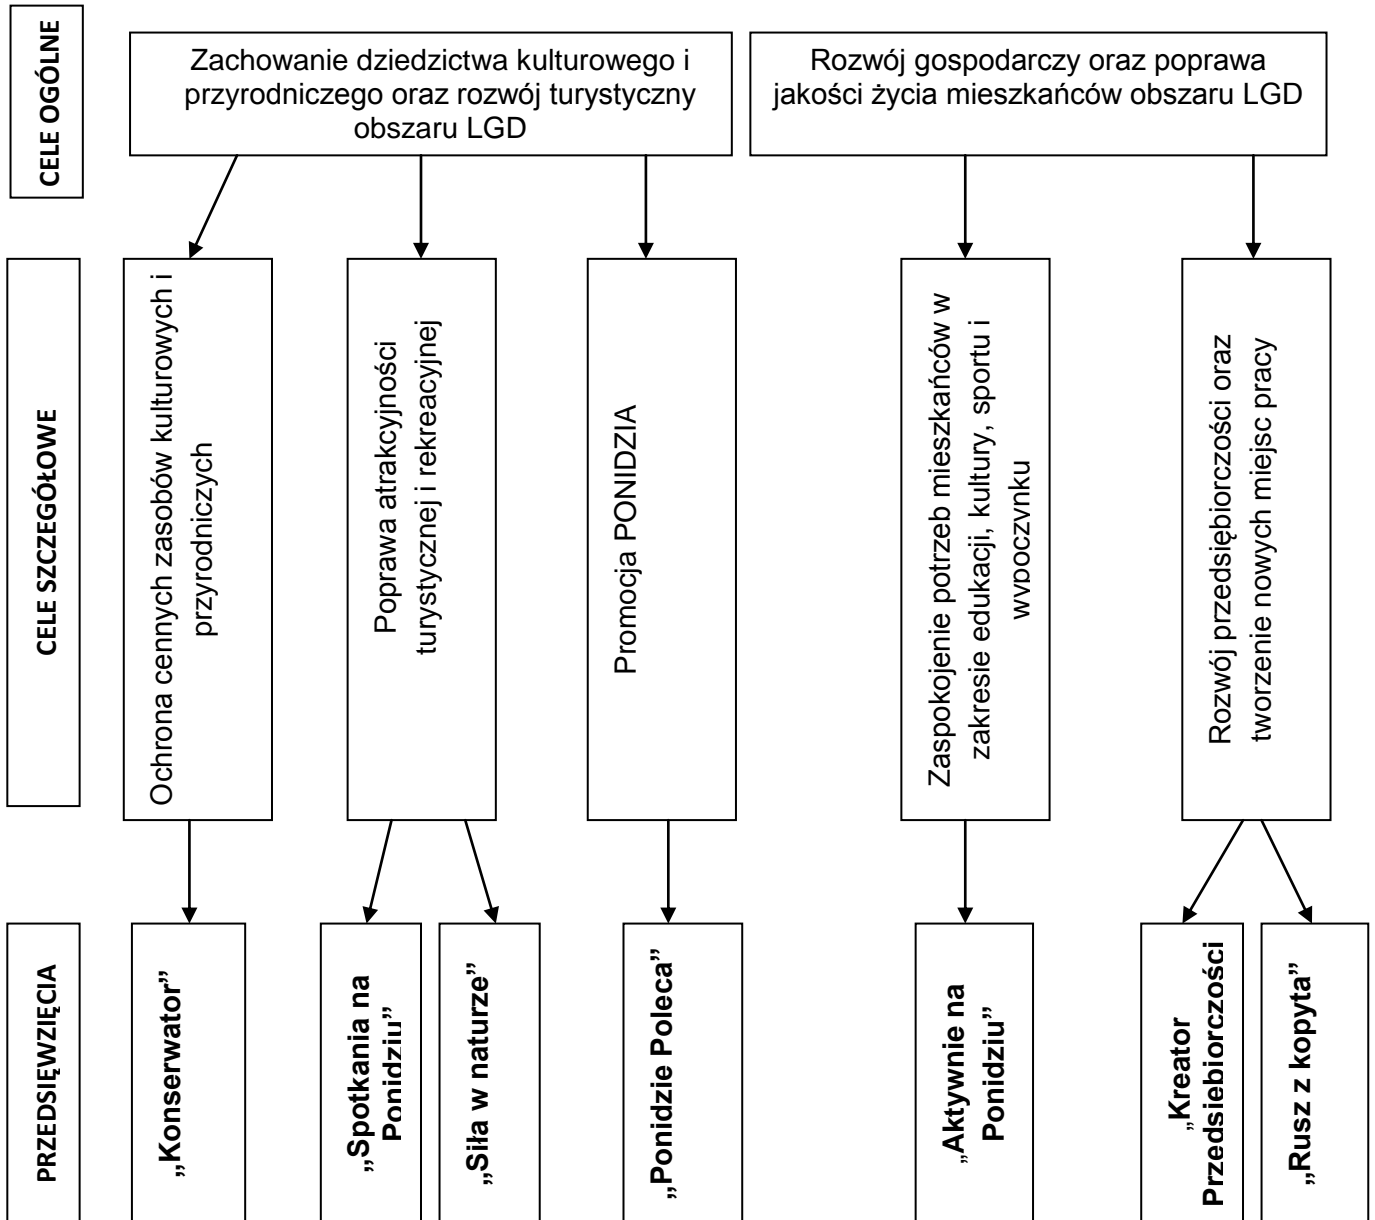 CELE OGÓLNE
Zachowanie dziedzictwa kulturowego i
przyrodniczego oraz rozwój turystyczny
obszaru LGD
Rozwój gospodarczy oraz poprawa
jakości życia mieszkańców obszaru LGD
CELE SZCZEGÓŁOWE
Ochrona cennych zasobów kulturowych i
przyrodniczych
Poprawa atrakcyjności
turystycznej i rekreacyjnej
Promocja PONIDZIA
Zaspokojenie potrzeb mieszkańców w
zakresie edukacji, kultury, sportu i
wypoczynku
Rozwój przedsiębiorczości oraz
tworzenie nowych miejsc pracy
PRZEDSIĘWZIĘCIA
„Konserwator”
„Spotkania na
Ponidziu”
„Siła w naturze”
„Ponidzie Poleca”
„Aktywnie na
Ponidziu”
„Kreator
Przedsiebiorczości
„Rusz z kopyta”